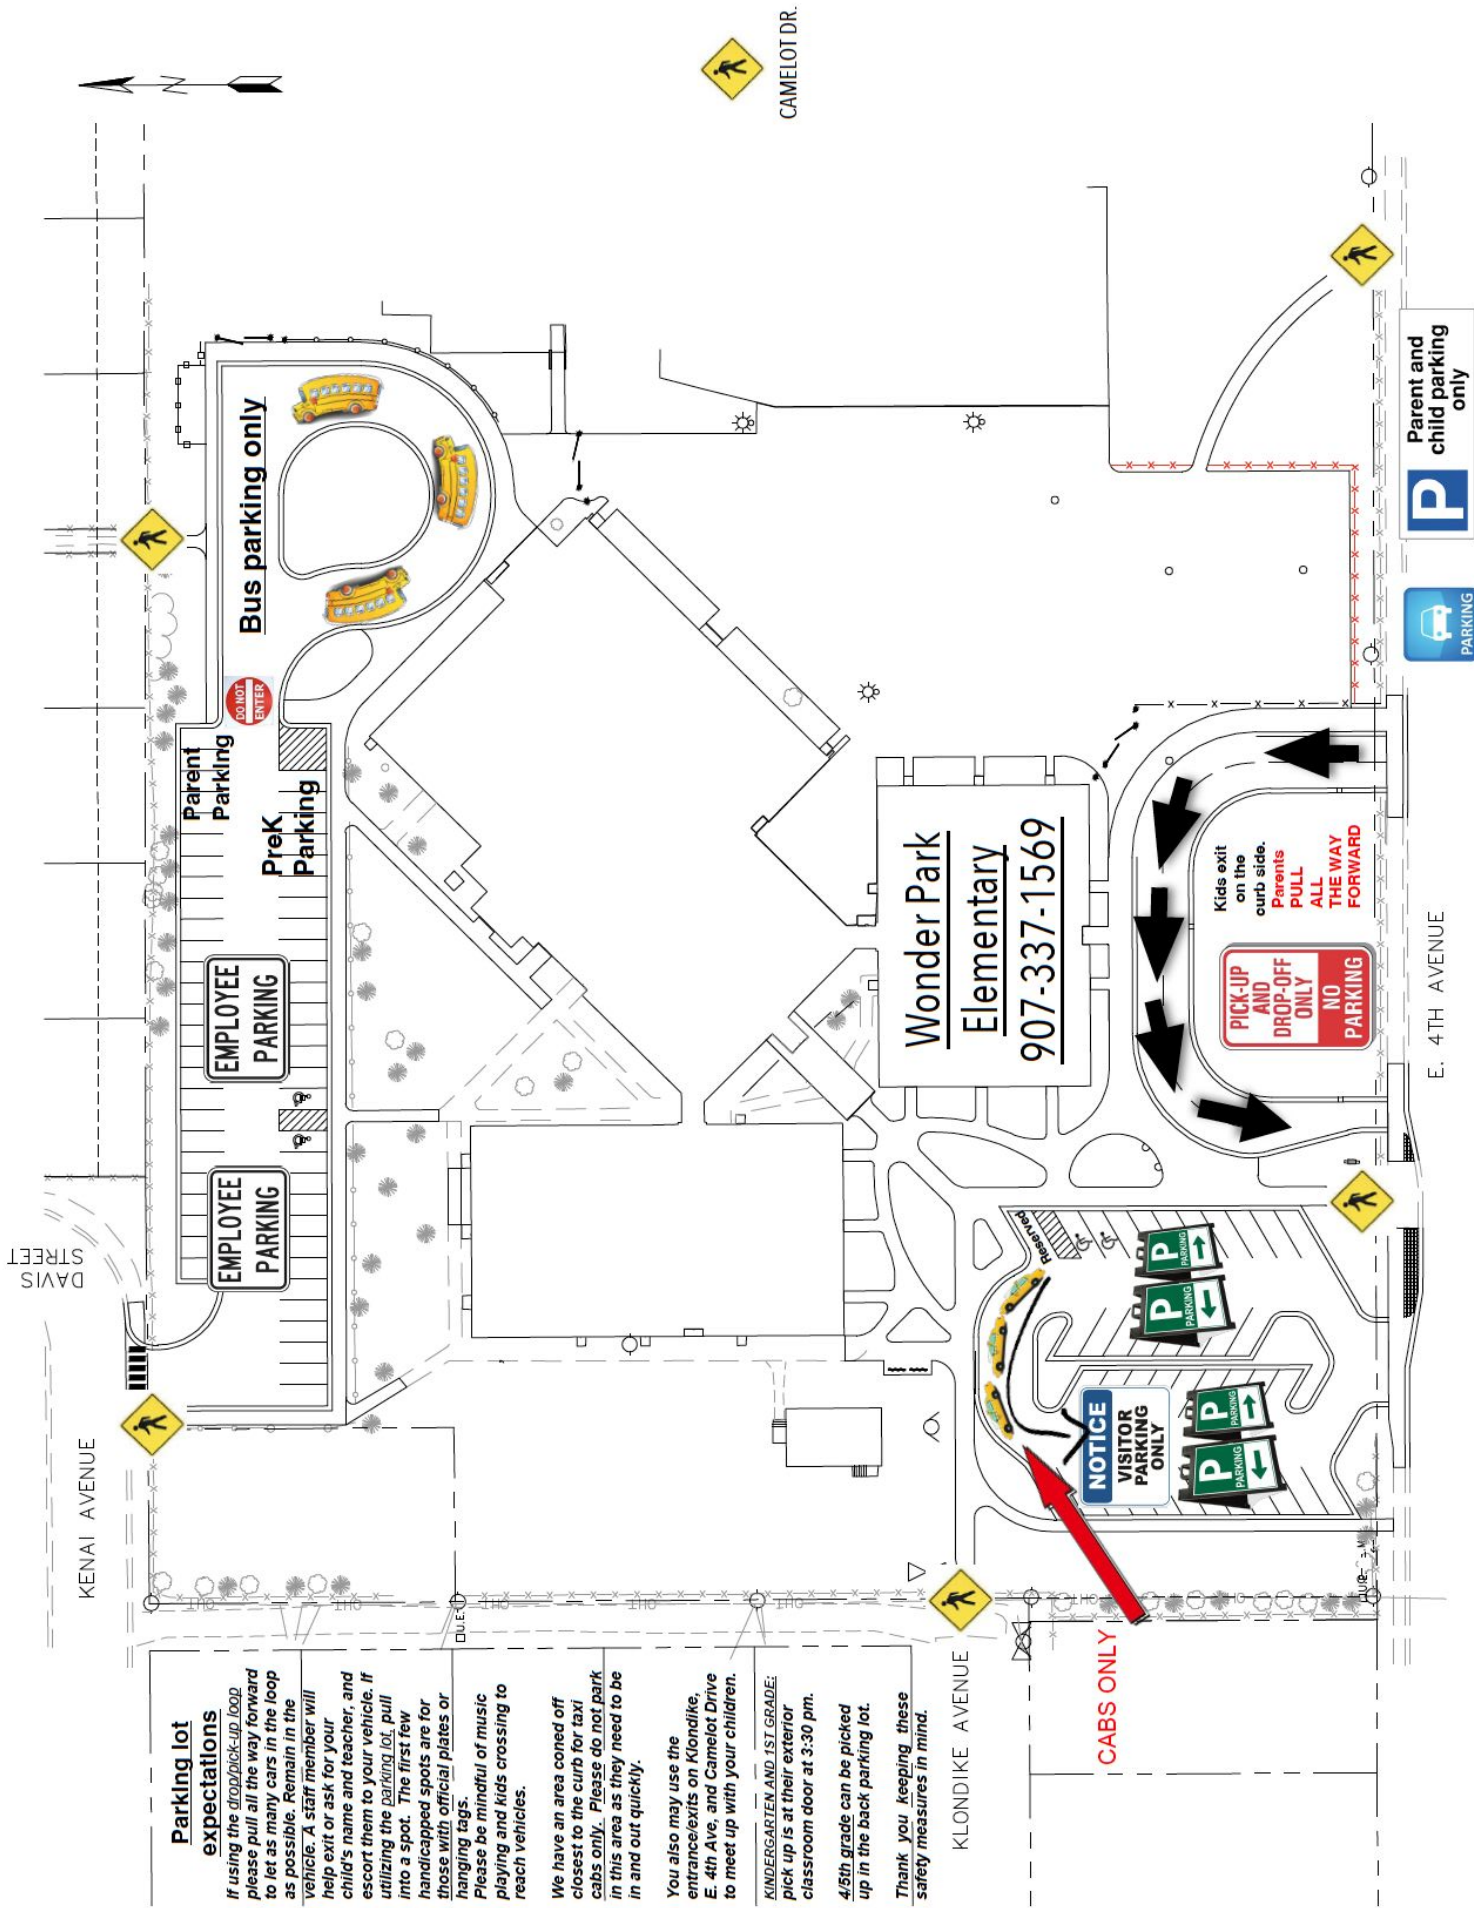 Parking lot
expectations
If using the drop/pick-up loop
please pull all the way forward
to let as many cars in the loop
as possible. Remain in the
vehicle. A staff member will
help exit or ask for your
child's name and teacher, and
escort them to your vehicle. If
utilizing the parking lot, pull
into a spot. The first few
handicapped spots are for
those with official plates or
hanging tags.
Please be mindful of music
playing and kids crossing to
reach vehicles.
We have an area coned off
closest to the curb for taxi
cabs only. Please do not park
in this area as they need to be
in and out quickly.
You also may use the
entrance/exits on Klondike,
E. 4th Ave, and Camelot Drive
to meet up with your children.
KINDERGARTEN AND 1ST GRADE:
pick up is at their exterior
classroom door at 3:30 pm.
4/5th grade can be picked
up in the back parking lot.
Thank you keeping these
safety measures in mind.
KENAI AVENUE
DAVIS
STREET
EMPLOYEE
PARKING
EMPLOYEE
PARKING
PreK
Parking
Parent
Parking
DO NOT
ENTER
Bus parking only
N
CAMELOT DR.
Wonder Park
Elementary
907-337-1569
KLONDIKE AVENUE
CABS ONLY
U.E.
OHT
OHT
OHT
OHT
OHT
NOTICE
VISITOR
PARKING
ONLY
P
PARKING
P
PARKING
P
PARKING
P
PARKING
Reserved
PICK-UP
AND
DROP-OFF
ONLY
NO
PARKING
Kids exit
on the
curb side.
Parents
PULL
ALL
THE WAY
FORWARD
E. 4TH AVENUE
PARKING
P
Parent and
child parking
only